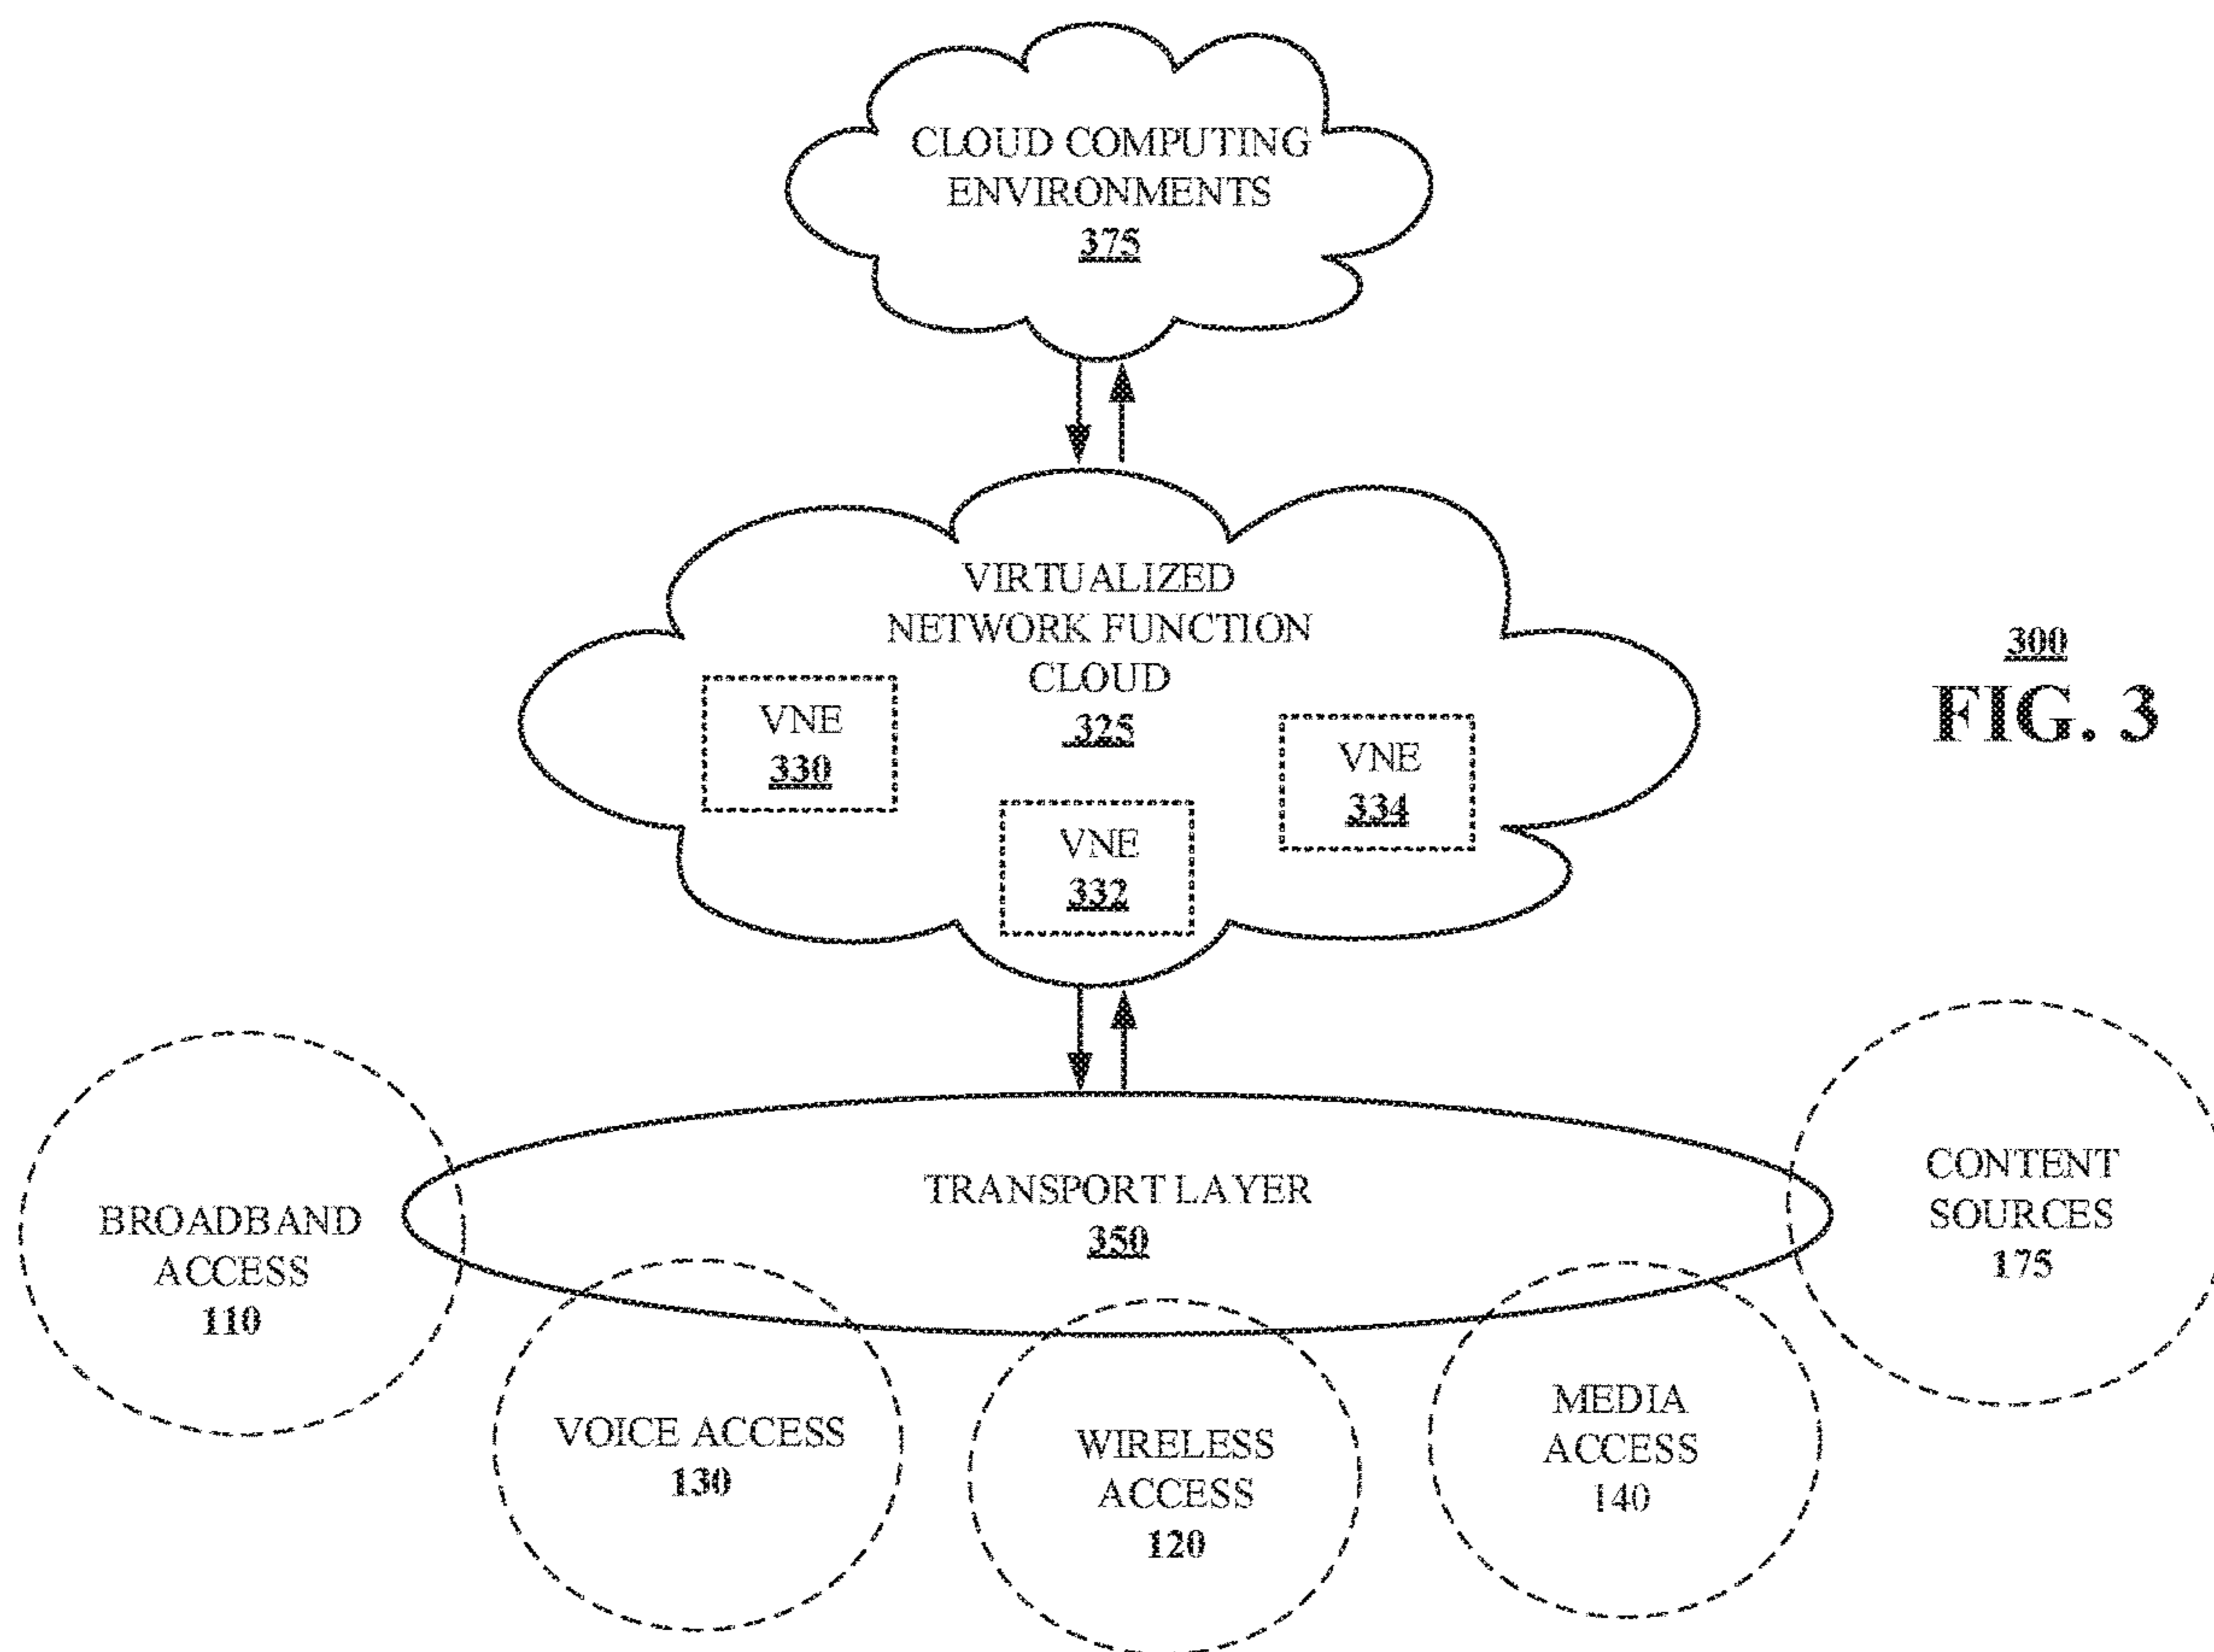 CLOUD COMPUTING
ENVIRONMENTS
375
VIRTUALIZED
NETWORK FUNCTION
CLOUD
325
VNE
330
VNE
332
VNE
334
300
FIG. 3
TRANSPORT LAYER
350
BROADBAND
ACCESS
110
VOICE ACCESS
130
WIRELESS
ACCESS
120
MEDIA
ACCESS
140
CONTENT
SOURCES
175